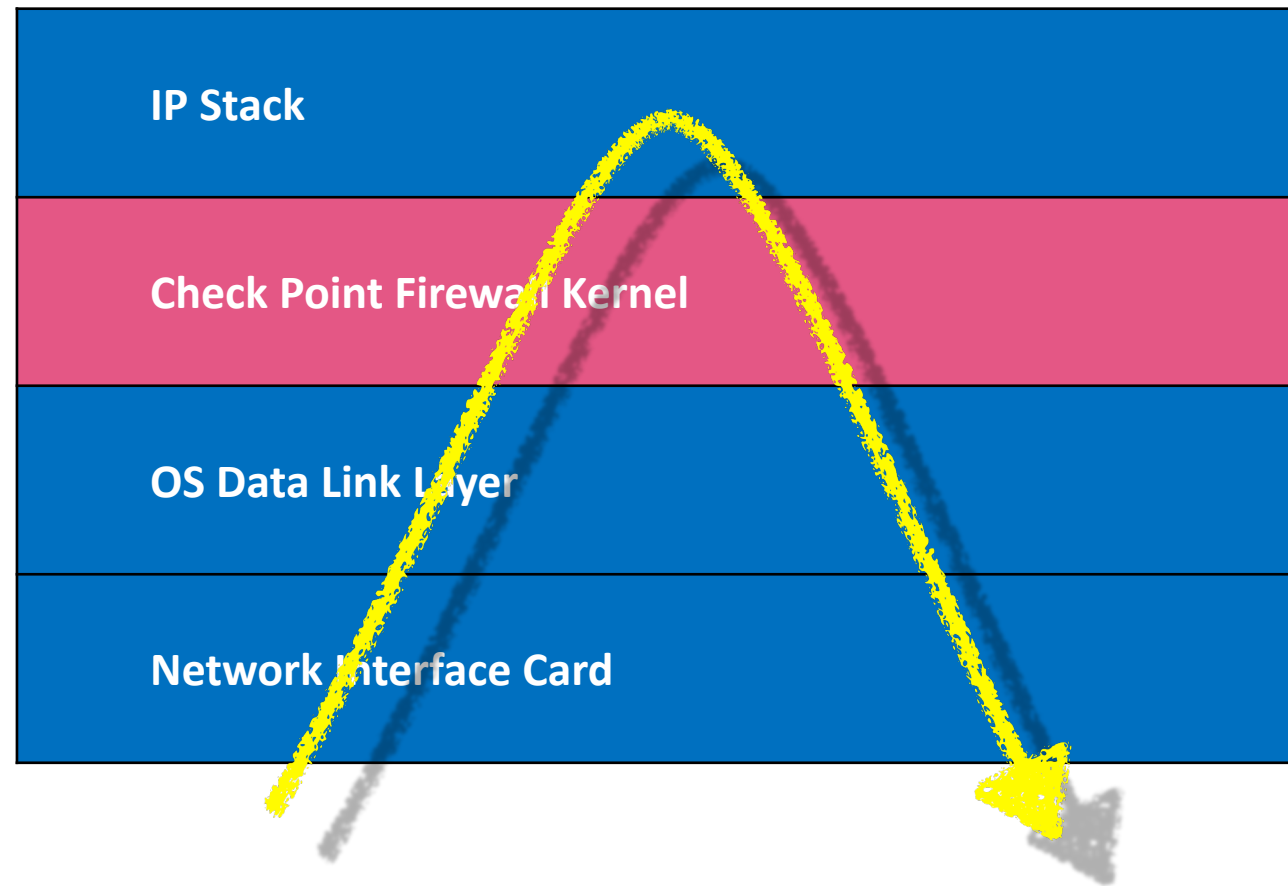 IP Stack
Check Point Firewall Kernel
OS Data Link Layer
Network Interface Card